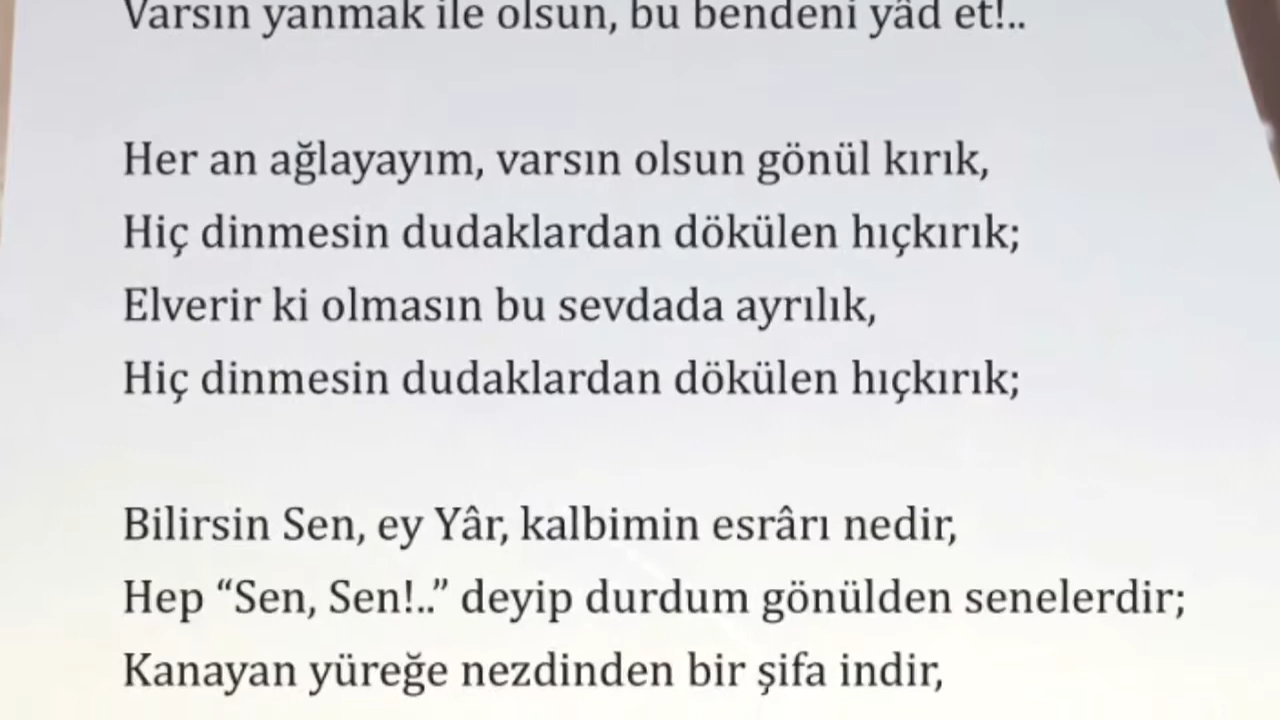 Varsın yanmak ile olsun, bu bendeni yâd et!..
Her an ağlayayım, varsın olsun gönül kırık,
Hiç dinmesin dudaklardan dökülen hıçkırık;
Elverir ki olmasın bu sevdada ayrılık,
Hiç dinmesin dudaklardan dökülen hıçkırık;
Bilirsin Sen, ey Yâr, kalbimin esrârı nedir,
Hep “Sen, Sen!..” deyip durdum gönülden senelerdir;
Kanayan yüreğe nezdinden bir şifa indir,